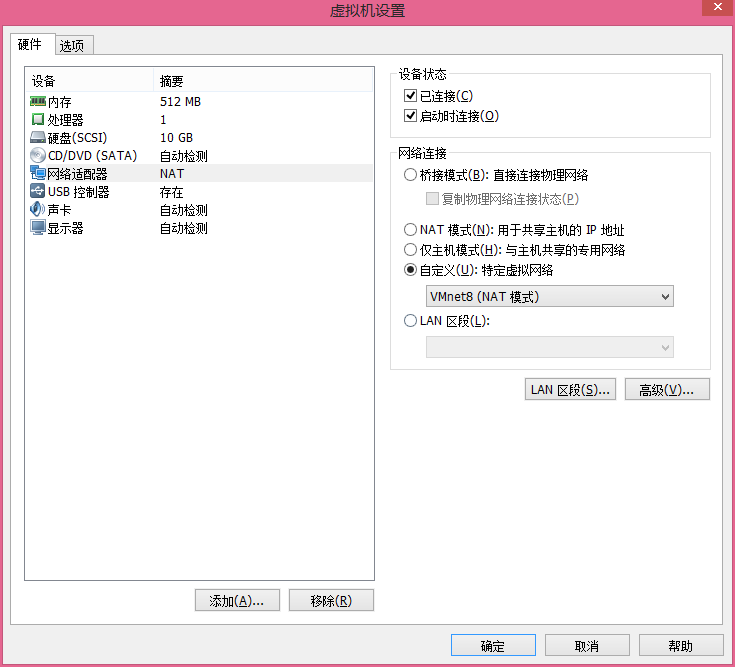 虚拟机设置
硬件 选项
设备 摘要
内存 512 MB
处理器 1
硬盘(SCSI) 10 GB
CD/DVD (SATA) 自动检测
网络适配器 NAT
USB 控制器 存在
声卡 自动检测
显示器 自动检测
添加(A)... 移除(R)
设备状态
已连接(C)
启动时连接(O)
网络连接
桥接模式(B): 直接连接物理网络
复制物理网络连接状态(P)
NAT 模式(N): 用于共享主机的 IP 地址
仅主机模式(H): 与主机共享的专用网络
自定义(U): 特定虚拟网络
VMnet8 (NAT 模式)
LAN 区段(L):
LAN 区段(S)... 高级(V)...
确定 取消 帮助